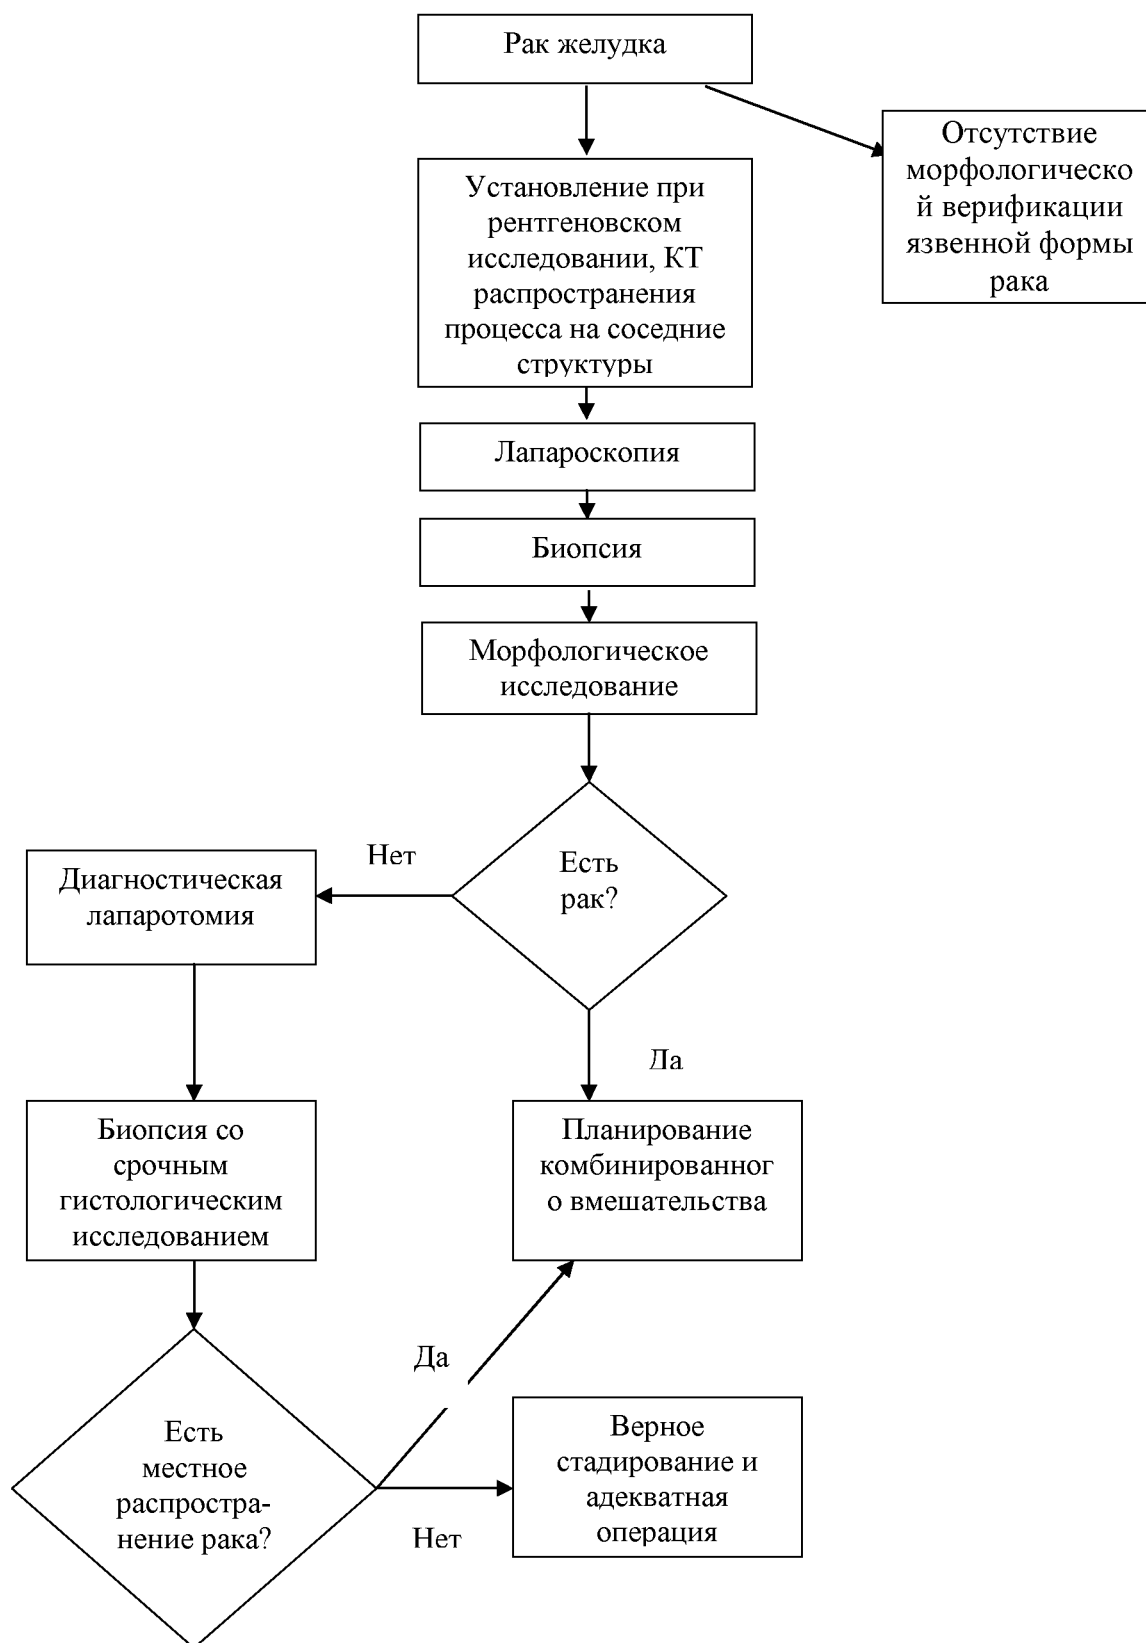 Рак желудка
Отсутствие
морфологическо
й верификации
язвенной формы
рака
Установление при
рентгеновском
исследовании, КТ
распространения
процесса на соседние
структуры
Лапароскопия
Биопсия
Морфологическое
исследование
Есть
рак?
Нет
Диагностическая
лапаротомия
Да
Биопсия со
срочным
гистологическим
исследованием
Планирование
комбинированног
о вмешательства
Да
Есть
местное
распростра-
нение рака?
Нет
Верное
стадирование и
адекватная
операция